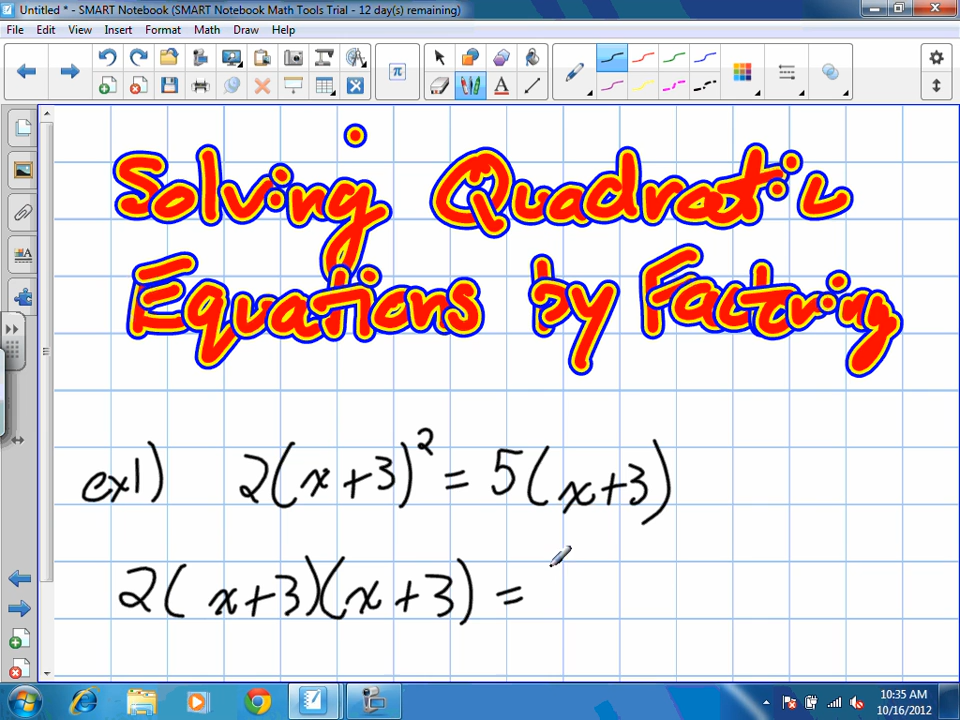 Untitled * - SMART Notebook (SMART Notebook Math Tools Trial - 12 day(s) remaining)
File Edit View Insert Format Math Draw Help
π
A
Solving Quadratic
Equations by Factoring
ex1) 2(x+3)² = 5(x+3)
2(x+3)(x+3) =
10:35 AM
10/16/2012